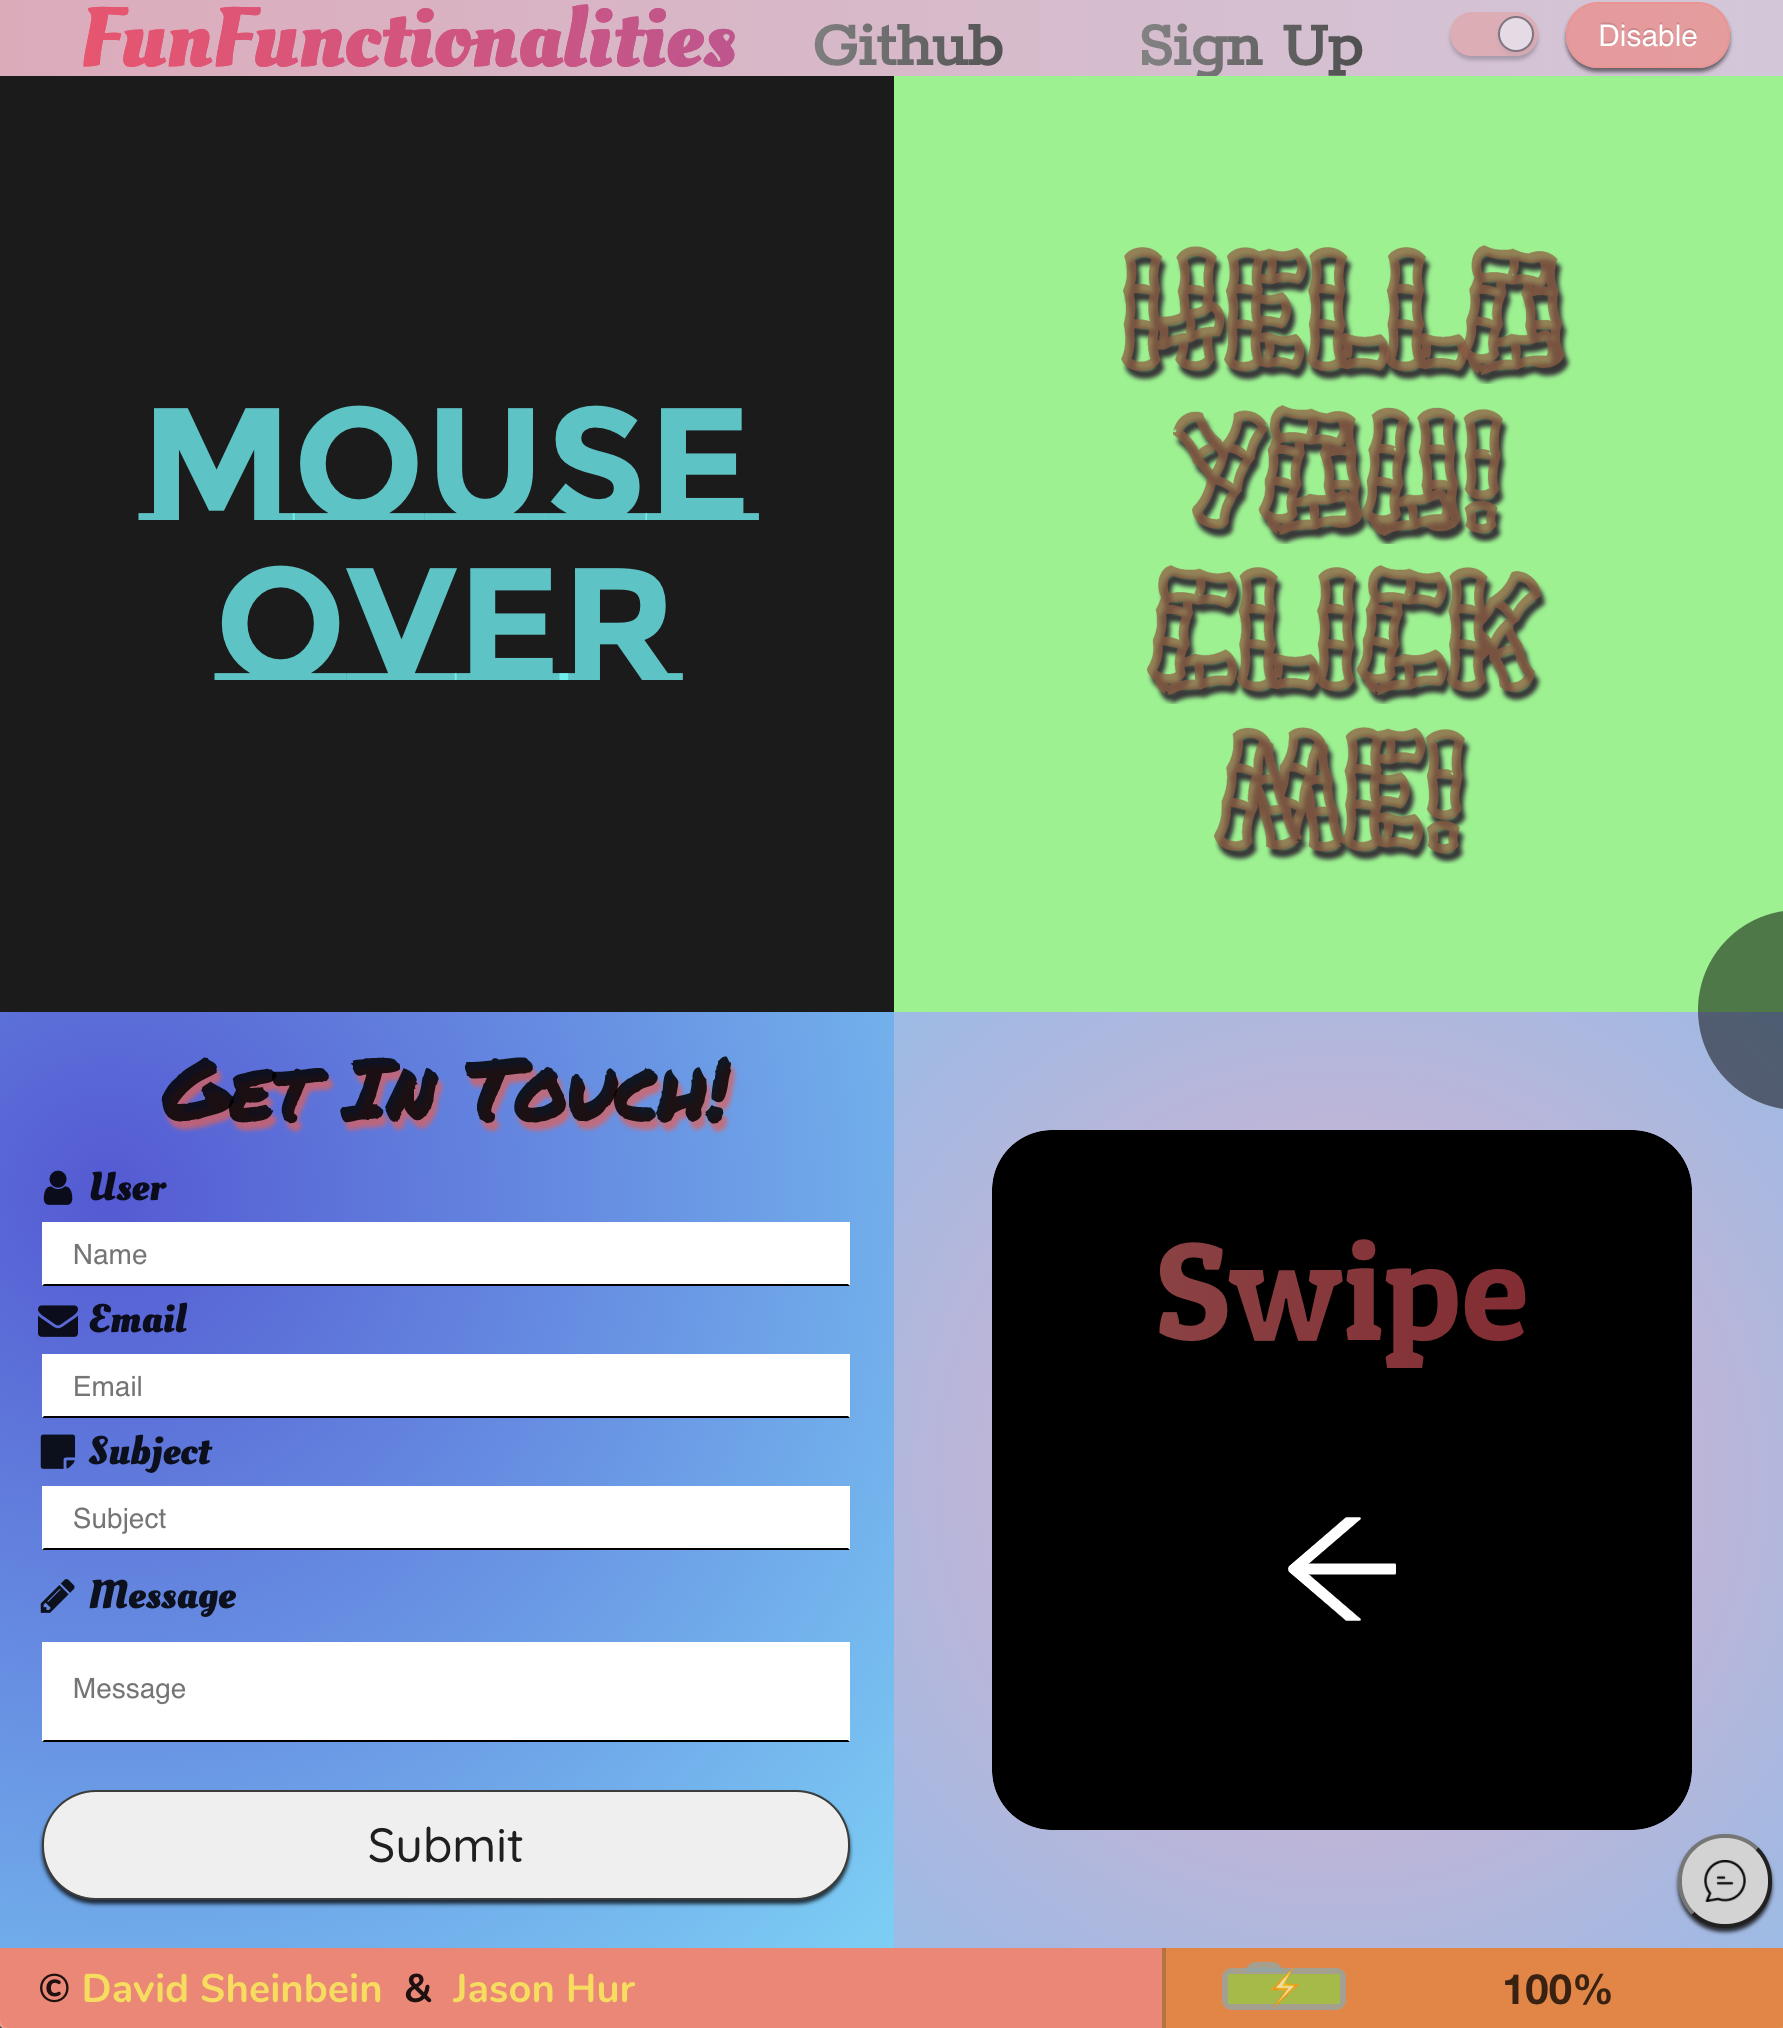 FunFunctionalities Github Sign Up Disable
MOUSE
OVER
HELLO
YOU!
CLICK
ME!
Get In Touch!
User
Name
Email
Email
Subject
Subject
Message
Message
Submit
Swipe
© David Sheinbein & Jason Hur
100%